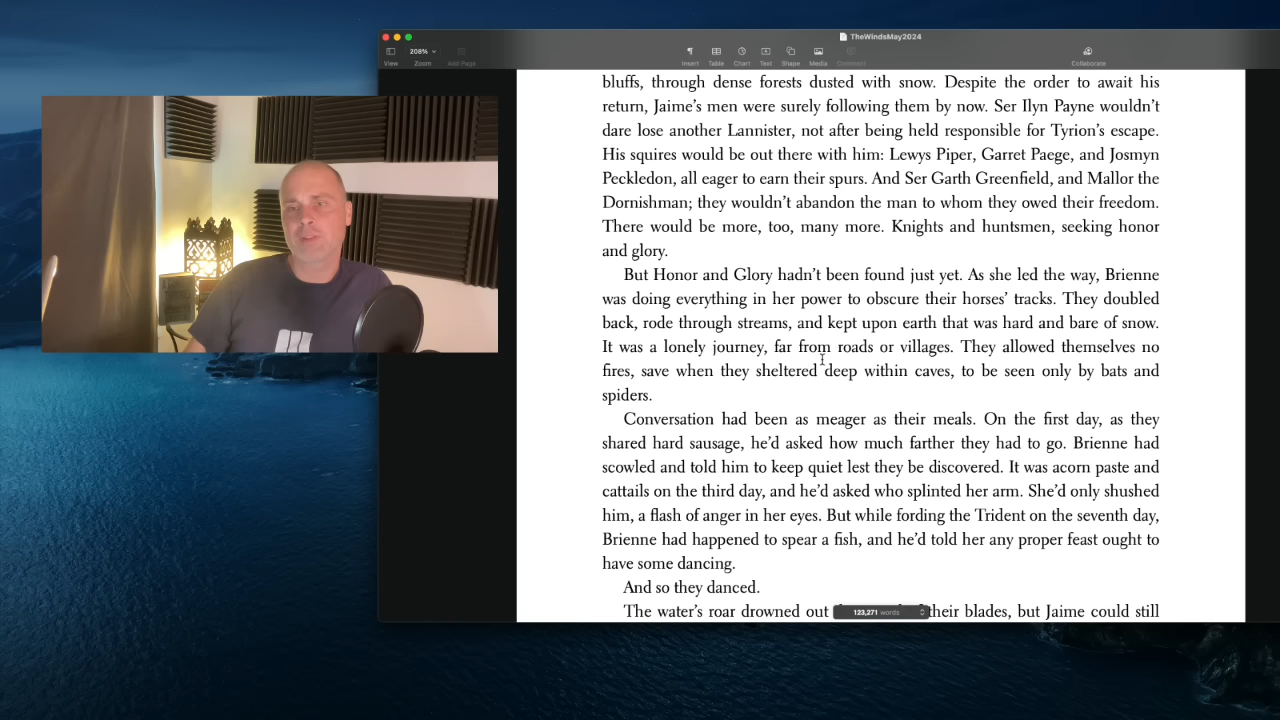 TheWindsMay2024
208%
View
Zoom
Add Page
Insert
Table
Chart
Text
Shape
Media
Comment
Collaborate
bluffs, through dense forests dusted with snow. Despite the order to await his
return, Jaime's men were surely following them by now. Ser Ilyn Payne wouldn't
dare lose another Lannister, not after being held responsible for Tyrion's escape.
His squires would be out there with him: Lewys Piper, Garret Paege, and Josmyn
Peckledon, all eager to earn their spurs. And Ser Garth Greenfield, and Mallor the
Dornishman; they wouldn't abandon the man to whom they owed their freedom.
There would be more, too, many more. Knights and huntsmen, seeking honor
and glory.
But Honor and Glory hadn't been found just yet. As she led the way, Brienne
was doing everything in her power to obscure their horses' tracks. They doubled
back, rode through streams, and kept upon earth that was hard and bare of snow.
It was a lonely journey, far from roads or villages. They allowed themselves no
fires, save when they sheltered deep within caves, to be seen only by bats and
spiders.
Conversation had been as meager as their meals. On the first day, as they
shared hard sausage, he'd asked how much farther they had to go. Brienne had
scowled and told him to keep quiet lest they be discovered. It was acorn paste and
cattails on the third day, and he'd asked who splinted her arm. She'd only shushed
him, a flash of anger in her eyes. But while fording the Trident on the seventh day,
Brienne had happened to spear a fish, and he'd told her any proper feast ought to
have some dancing.
And so they danced.
The water's roar drowned out their blades, but Jaime could still
123,271 words